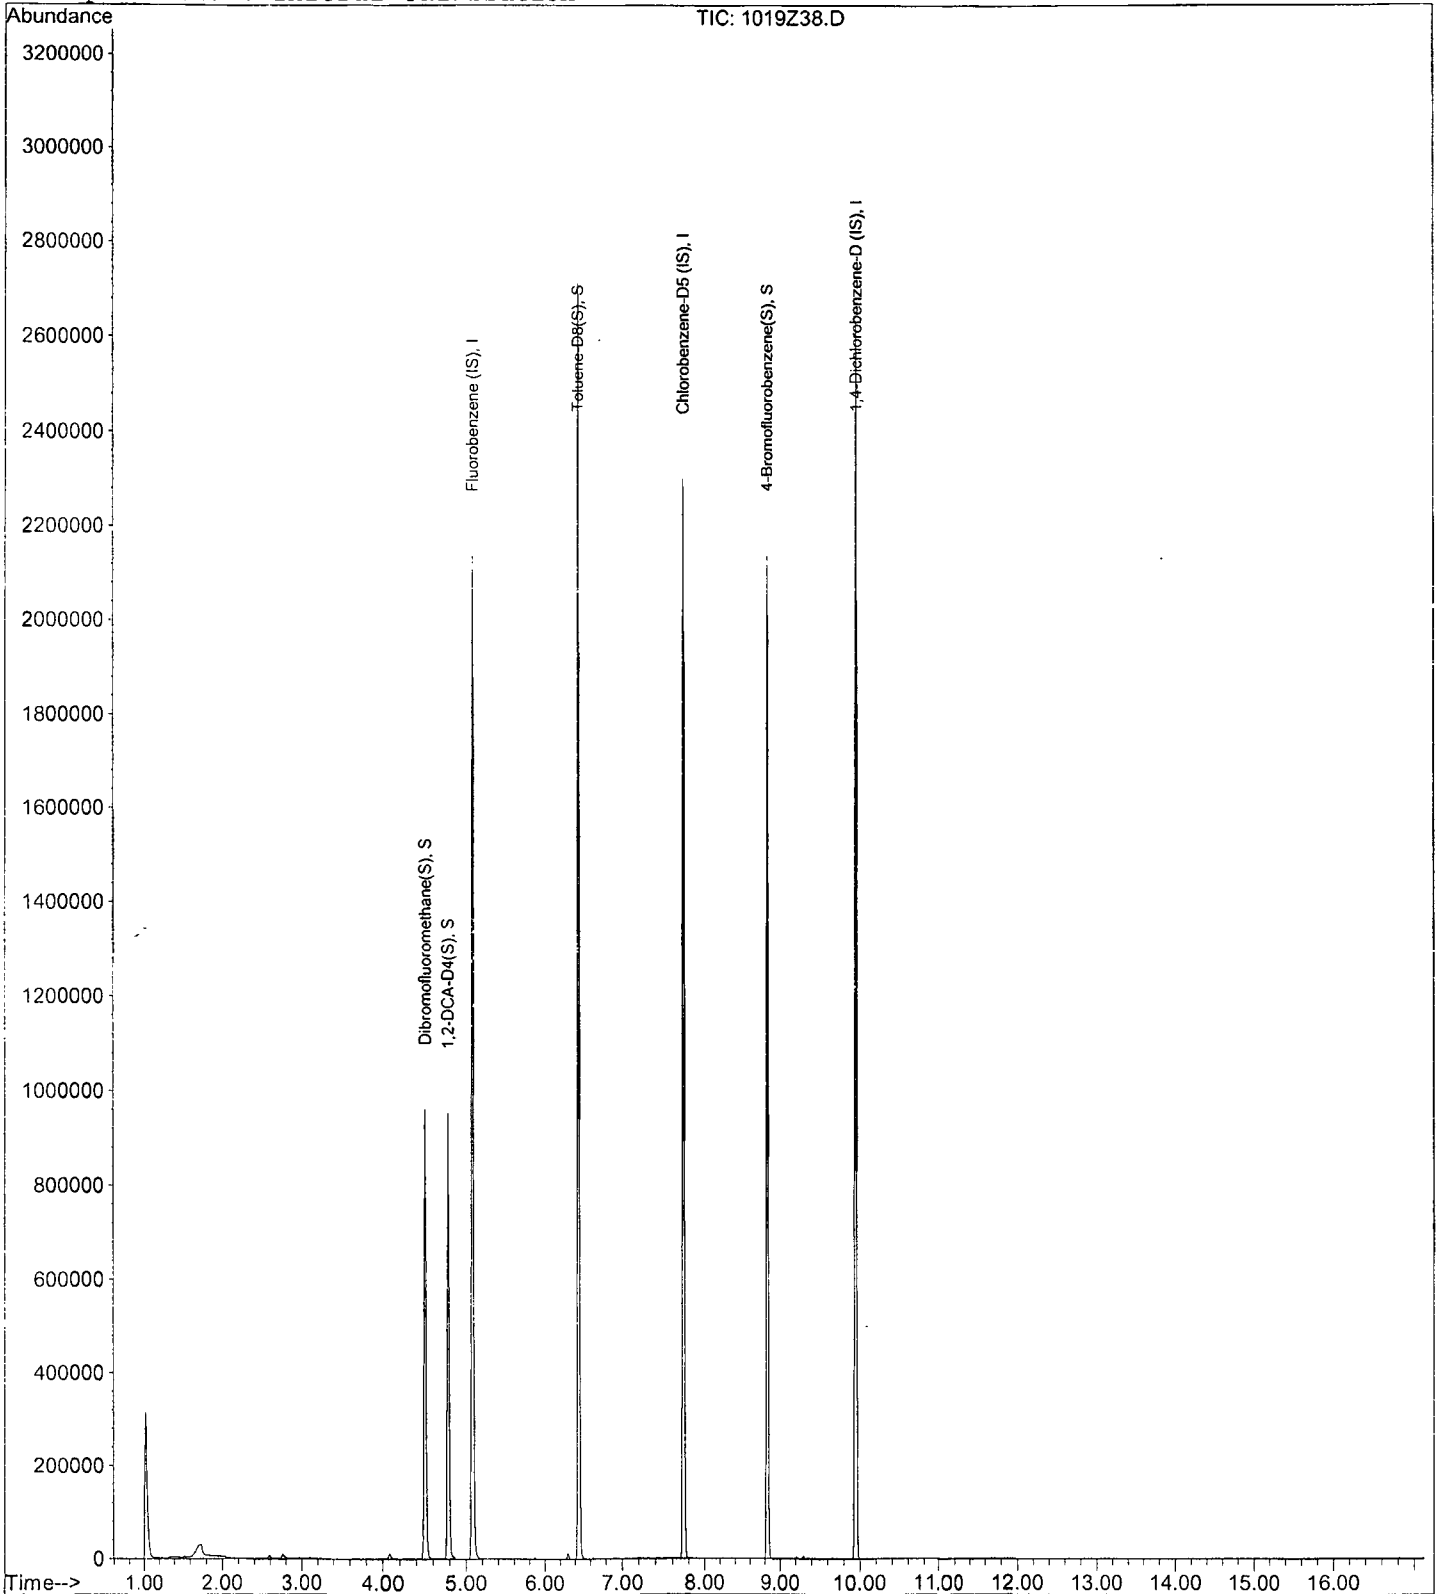 Abundance
TIC: 1019Z38.D
3200000
3000000
2800000
2600000
2400000
2200000
2000000
1800000
1600000
1400000
1200000
1000000
800000
600000
400000
200000
0
Dibromofluoromethane(S), S
1,2-DCA-D4(S), S
Fluorobenzene (IS), I
Toluene-D8(S), S
Chlorobenzene-D5 (IS), I
4-Bromofluorobenzene(S), S
1,4-Dichlorobenzene-D (IS), I
Time--> 1.00 2.00 3.00 4.00 5.00 6.00 7.00 8.00 9.00 10.00 11.00 12.00 13.00 14.00 15.00 16.00